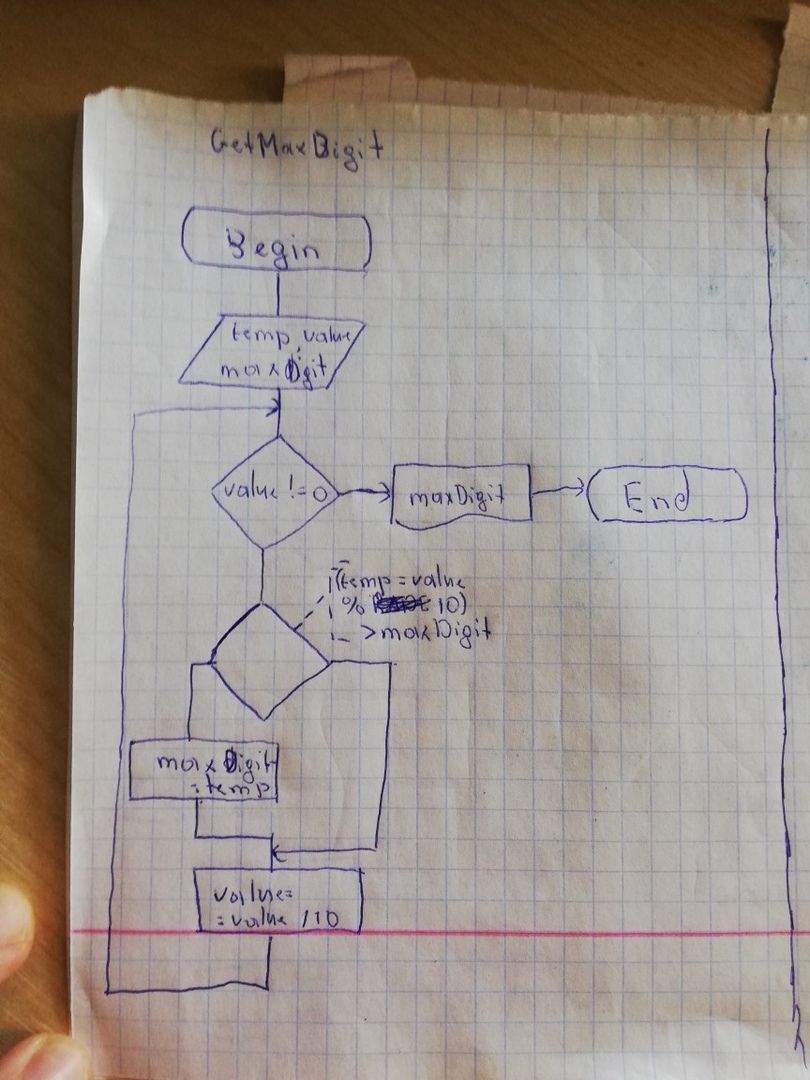 GetMaxDigit
Begin
temp, value
maxDigit
value != 0
maxDigit
End
((temp = value
% 10)
> maxDigit
maxDigit
= temp
value =
= value / 10